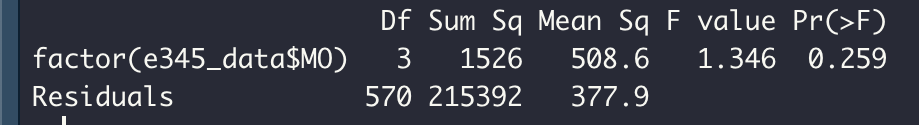 Df Sum Sq Mean Sq F value Pr(>F)
factor(e345_data$MO) 3 1526 508.6 1.346 0.259
Residuals 570 215392 377.9